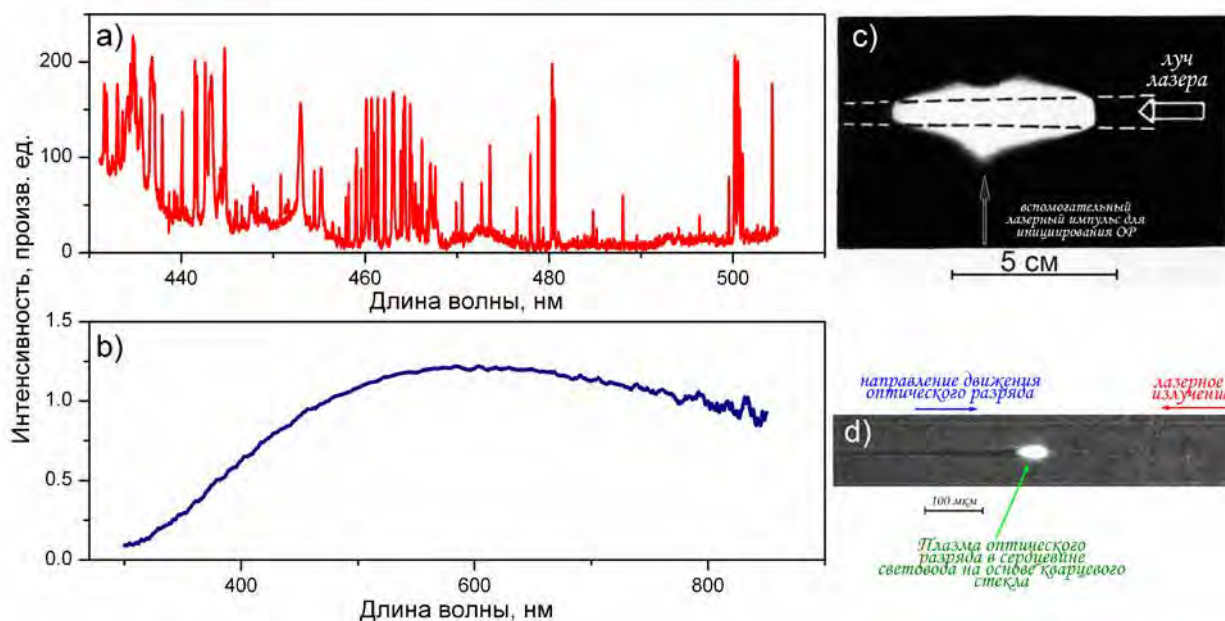 Интенсивность, произв. ед.
a)
200
100
0
440
460
480
500
Длина волны, нм
b)
1.5
1.0
0.5
0.0
400
600
800
Длина волны, нм
c)
луч
лазера
вспомогательный
лазерный импульс для
инициирования ОР
5 см
направление движения
оптического разряда
лазерное
излучение
d)
100 мкм
Плазма оптического
разряда в сердцевине
световода на основе кварцевого
стекла